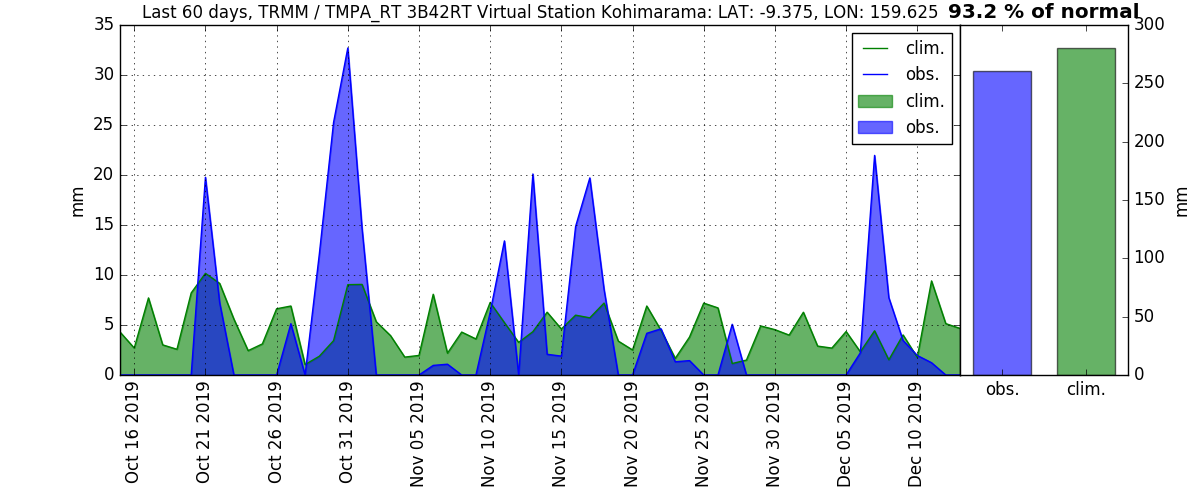 Last 60 days, TRMM / TMPA_RT 3B42RT Virtual Station Kohimarama: LAT: -9.375, LON: 159.625 93.2 % of normal
35
30
25
20
15
10
5
0
mm
clim.
obs.
clim.
obs.
Oct 16 2019
Oct 21 2019
Oct 26 2019
Oct 31 2019
Nov 05 2019
Nov 10 2019
Nov 15 2019
Nov 20 2019
Nov 25 2019
Nov 30 2019
Dec 05 2019
Dec 10 2019
obs. clim.
300
250
200
150
100
50
0
mm